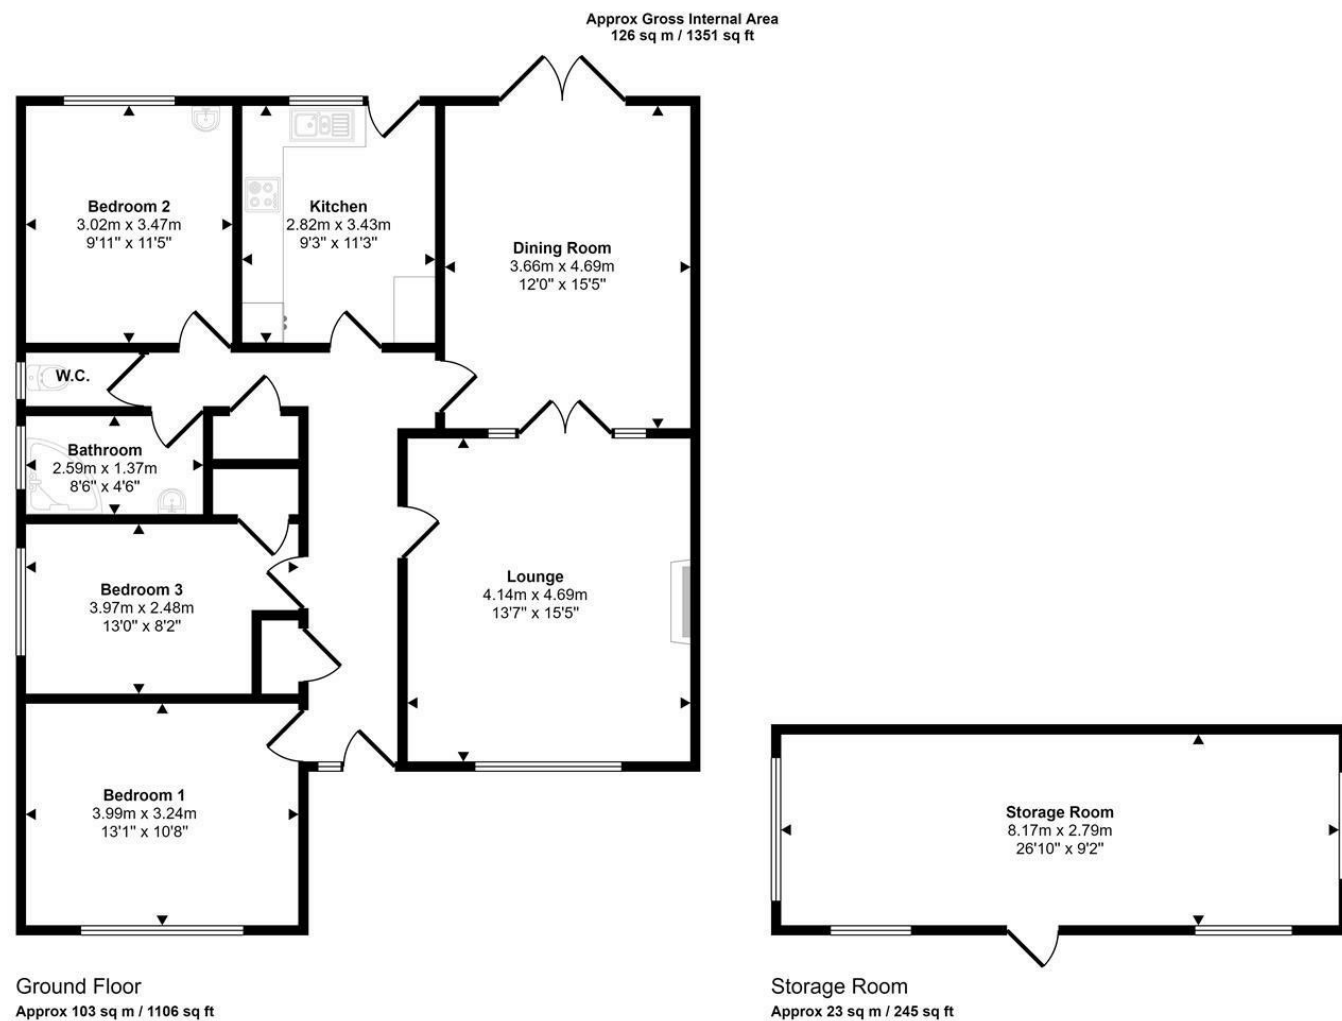 Approx Gross Internal Area
126 sq m / 1351 sq ft
Bedroom 2
3.02m x 3.47m
9'11" x 11'5"
Kitchen
2.82m x 3.43m
9'3" x 11'3"
Dining Room
3.66m x 4.69m
12'0" x 15'5"
W.C.
Bathroom
2.59m x 1.37m
8'6" x 4'6"
Bedroom 3
3.97m x 2.48m
13'0" x 8'2"
Lounge
4.14m x 4.69m
13'7" x 15'5"
Bedroom 1
3.99m x 3.24m
13'1" x 10'8"
Storage Room
8.17m x 2.79m
26'10" x 9'2"
Ground Floor
Approx 103 sq m / 1106 sq ft
Storage Room
Approx 23 sq m / 245 sq ft